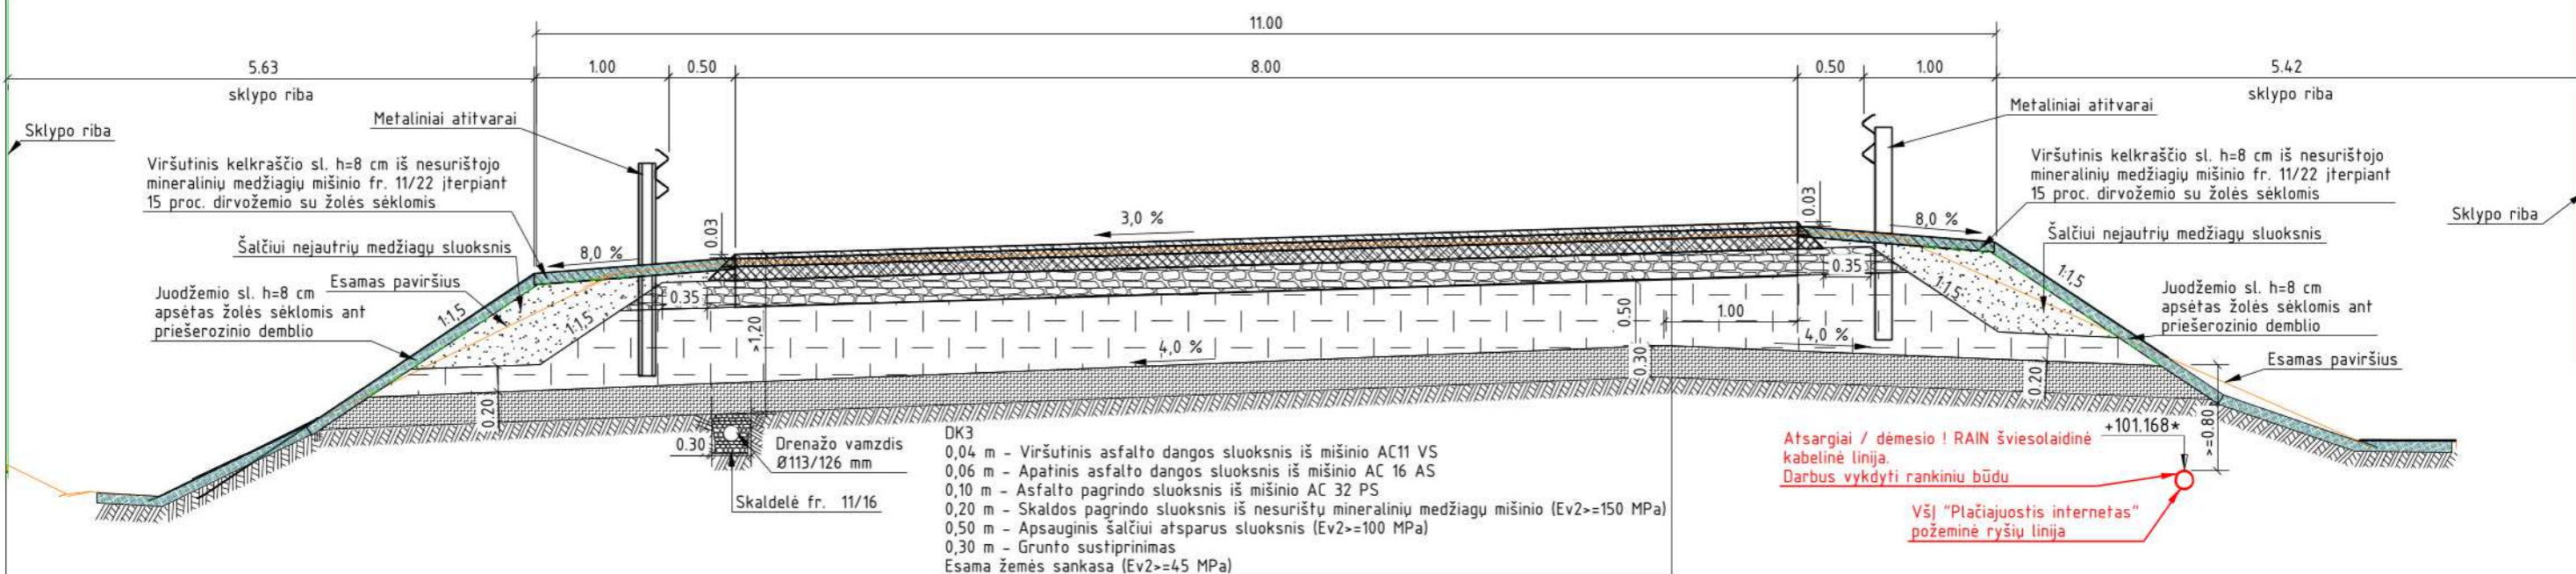 11.00
5.63
1.00
0.50
8.00
0.50
1.00
5.42
sklypo riba
sklypo riba
Sklypo riba
Metaliniai atitvarai
Metaliniai atitvarai
Viršutinis kelkraščio sl. h=8 cm iš nesurištojo
mineralinių medžiagių mišinio fr. 11/22 įterpiant
15 proc. dirvožemio su žolės sėklomis
Viršutinis kelkraščio sl. h=8 cm iš nesurištojo
mineralinių medžiagių mišinio fr. 11/22 įterpiant
15 proc. dirvožemio su žolės sėklomis
Sklypo riba
Šalčiui nejautrių medžiagų sluoksnis
8,0 %
0.03
3,0 %
0.03
8,0 %
Šalčiui nejautrių medžiagų sluoksnis
Esamas paviršius
Juodžemio sl. h=8 cm
apsėtas žolės sėklomis ant
priešerozinio demblio
1:1,5
1:1,5
0.35
>1,20
4,0 %
0.50
0.30
1.00
4,0 %
0.35
1:1,5
1:1,5
Juodžemio sl. h=8 cm
apsėtas žolės sėklomis ant
priešerozinio demblio
Esamas paviršius
0.20
0.20
>=0.80
0.30
Drenažo vamzdis
Ø113/126 mm
Skaldelė fr. 11/16
DK3
0,04 m - Viršutinis asfalto dangos sluoksnis iš mišinio AC11 VS
0,06 m - Apatinis asfalto dangos sluoksnis iš mišinio AC 16 AS
0,10 m - Asfalto pagrindo sluoksnis iš mišinio AC 32 PS
0,20 m - Skaldos pagrindo sluoksnis iš nesurištų mineralinių medžiagų mišinio (Ev2>=150 MPa)
0,50 m - Apsauginis šalčiui atsparus sluoksnis (Ev2>=100 MPa)
0,30 m - Grunto sustiprinimas
Esama žemės sankasa (Ev2>=45 MPa)
Atsargiai / dėmesio ! RAIN šviesolaidinė
kabelinė linija.
Darbus vykdyti rankiniu būdu
+101.168*
VšĮ "Plačiajuostis internetas"
požeminė ryšių linija